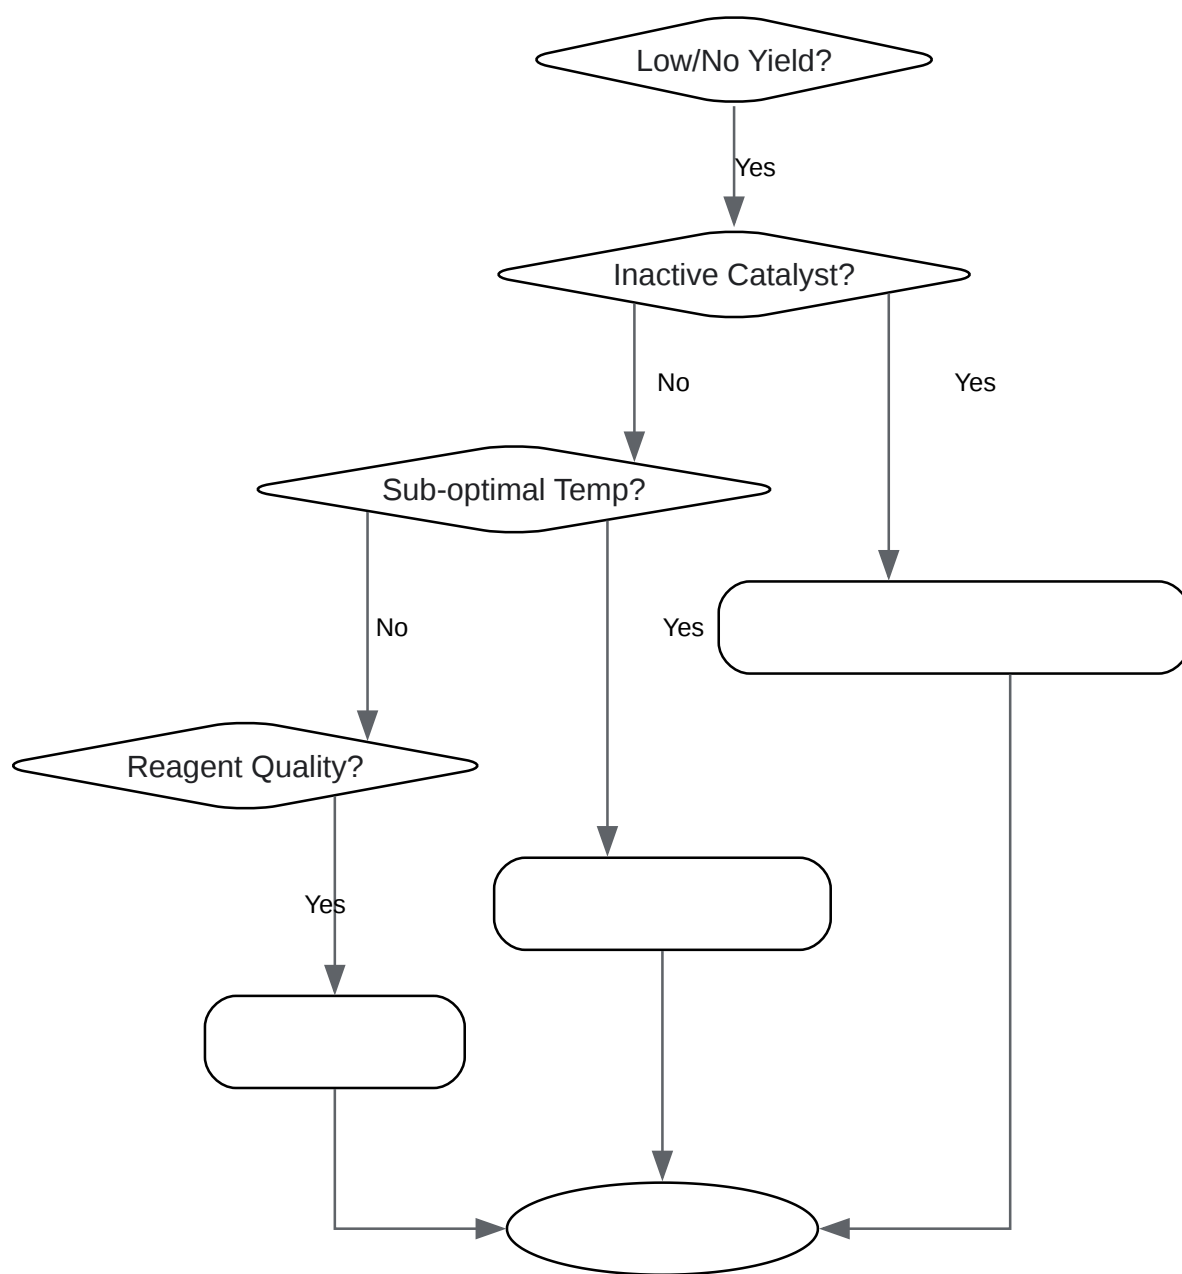 Low/No Yield?
Yes
Inactive Catalyst?
No
Yes
Sub-optimal Temp?
No
Yes
Reagent Quality?
Yes